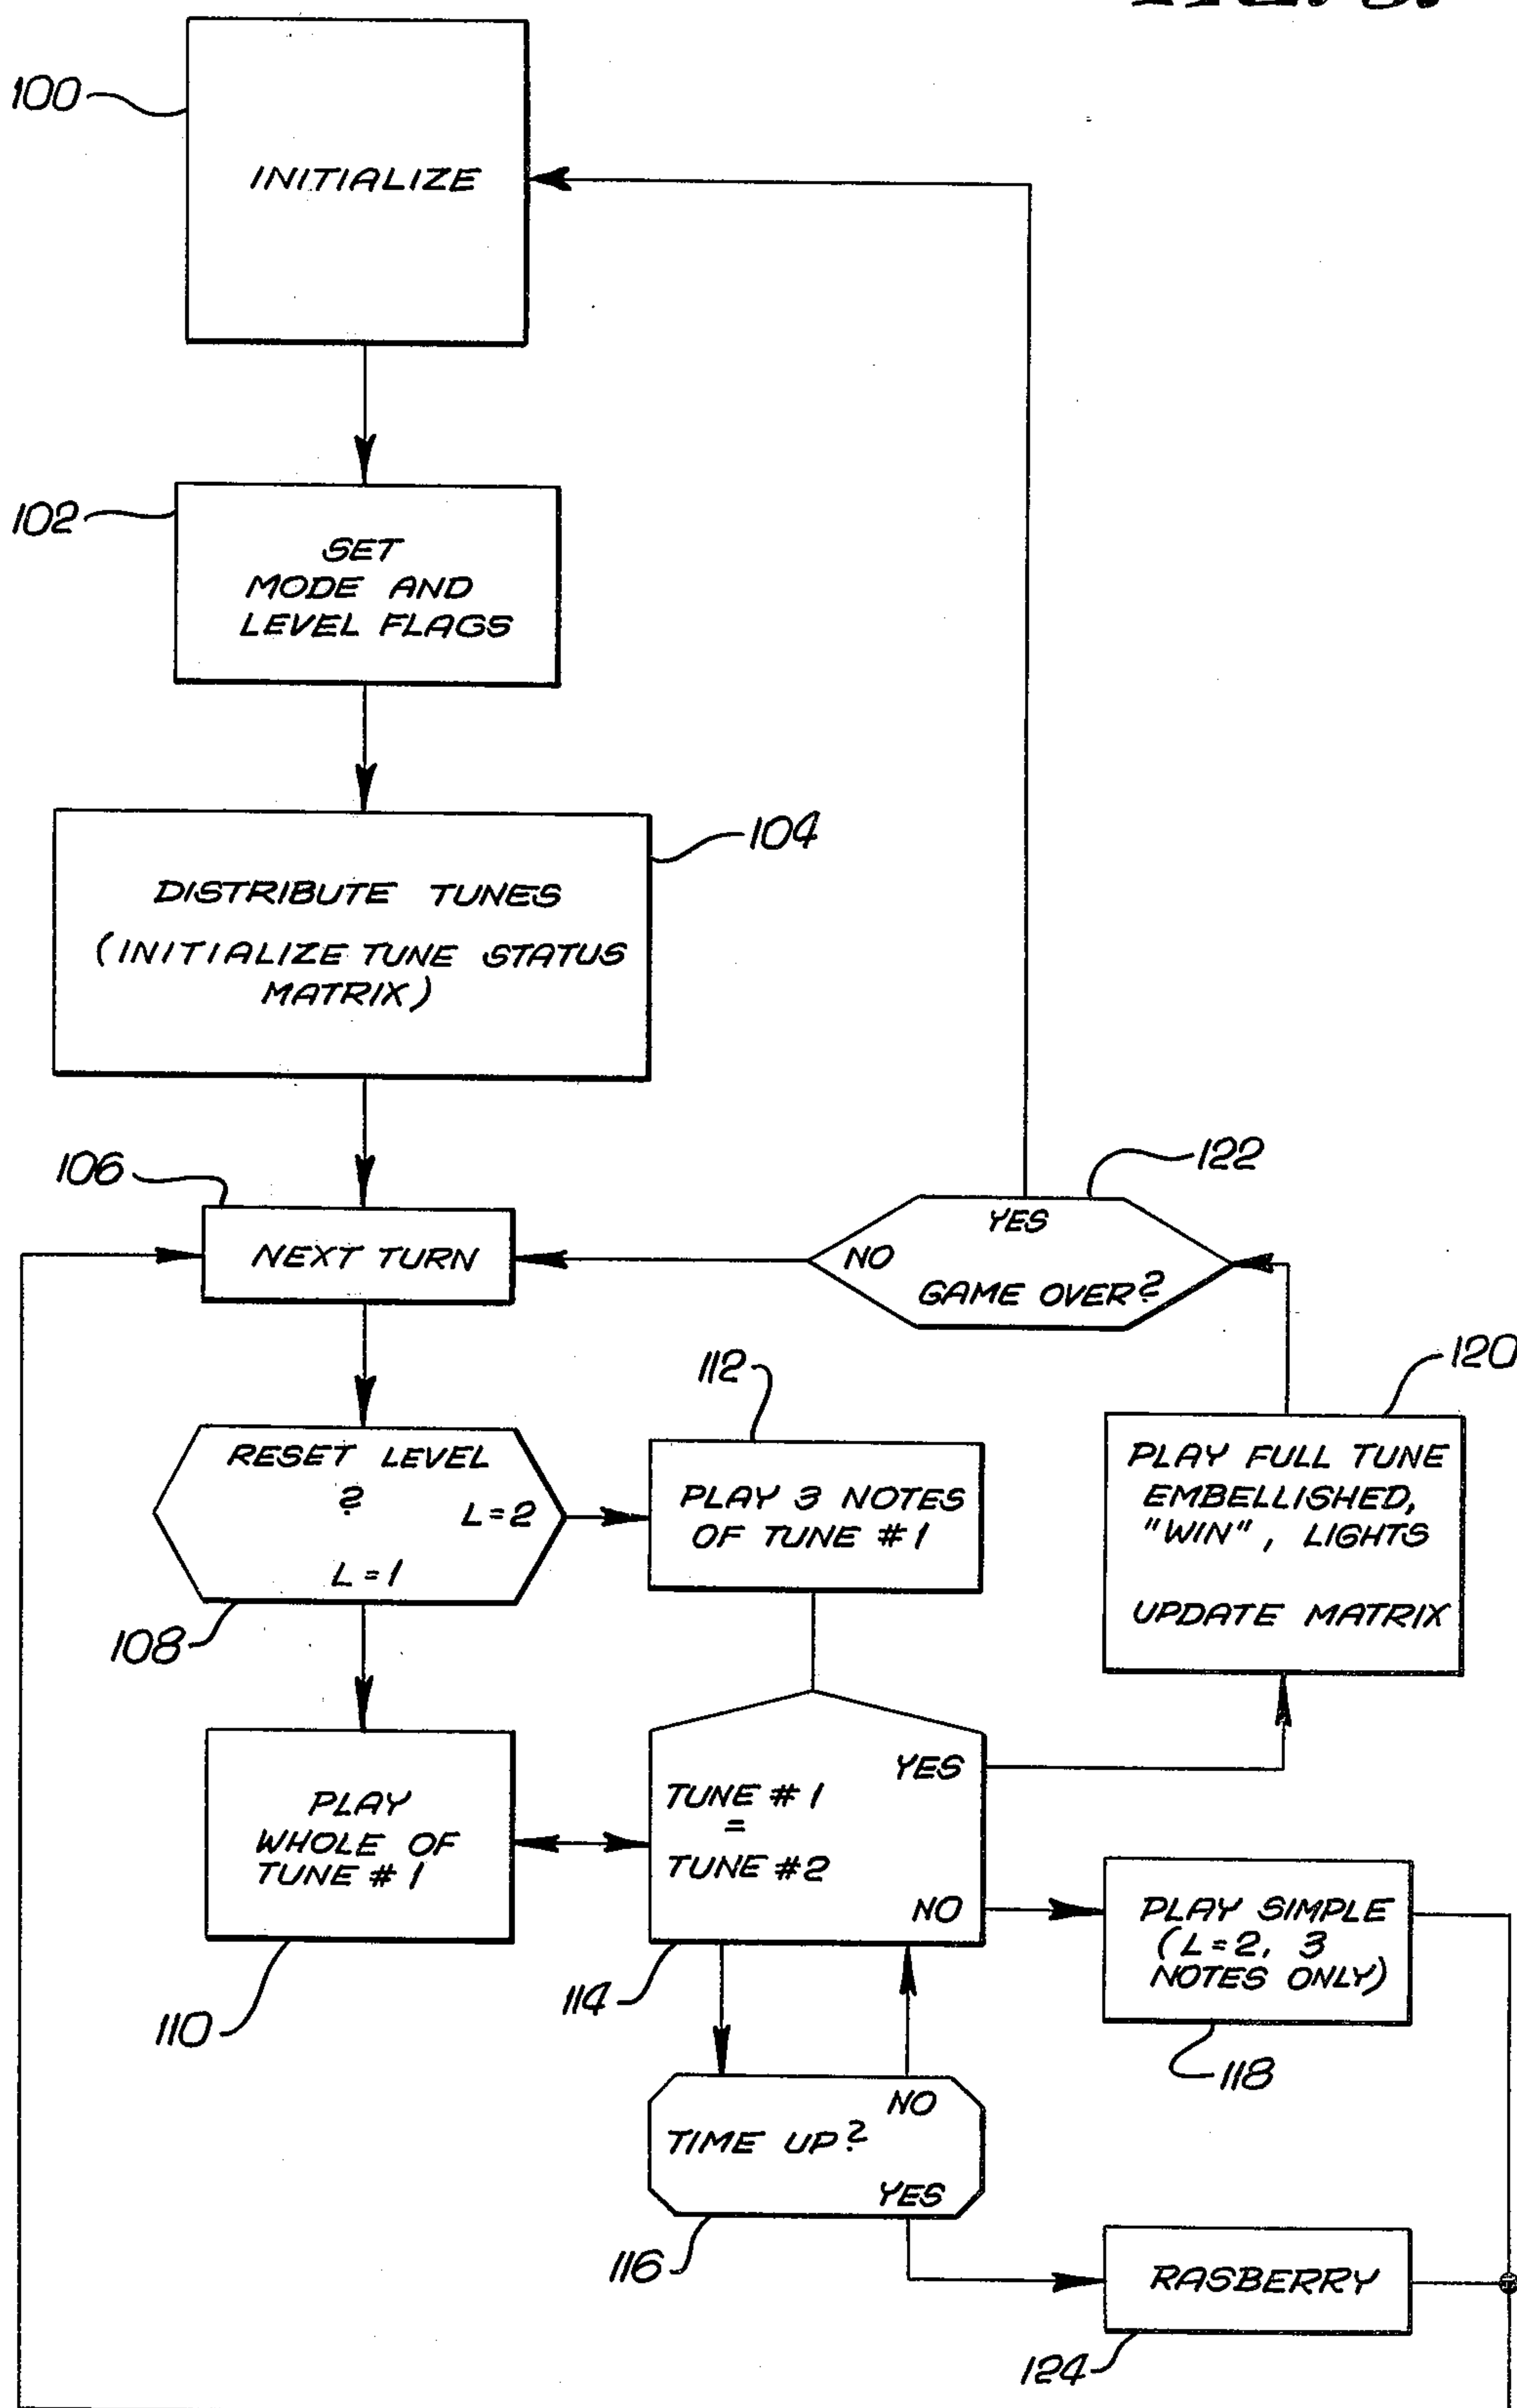 100
INITIALIZE
102
SET
MODE AND
LEVEL FLAGS
104
DISTRIBUTE TUNES
(INITIALIZE TUNE STATUS
MATRIX)
106
NEXT TURN
122
YES
NO
GAME OVER?
112
120
RESET LEVEL
?
L=2
L=1
108
PLAY 3 NOTES
OF TUNE #1
PLAY FULL TUNE
EMBELLISHED,
"WIN", LIGHTS
UPDATE MATRIX
PLAY
WHOLE OF
TUNE #1
110
YES
TUNE #1
=
TUNE #2
NO
114
PLAY SIMPLE
(L=2, 3
NOTES ONLY)
118
NO
TIME UP?
YES
116
RASBERRY
124